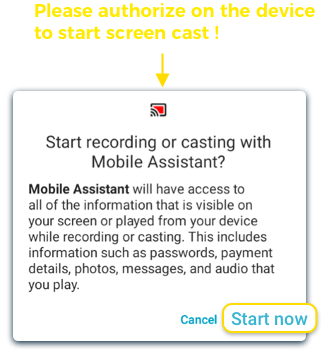 Please authorize on the device
to start screen cast !
Start recording or casting with
Mobile Assistant?
Mobile Assistant will have access to
all of the information that is visible on
your screen or played from your device
while recording or casting. This includes
information such as passwords, payment
details, photos, messages, and audio that
you play.
Cancel Start now